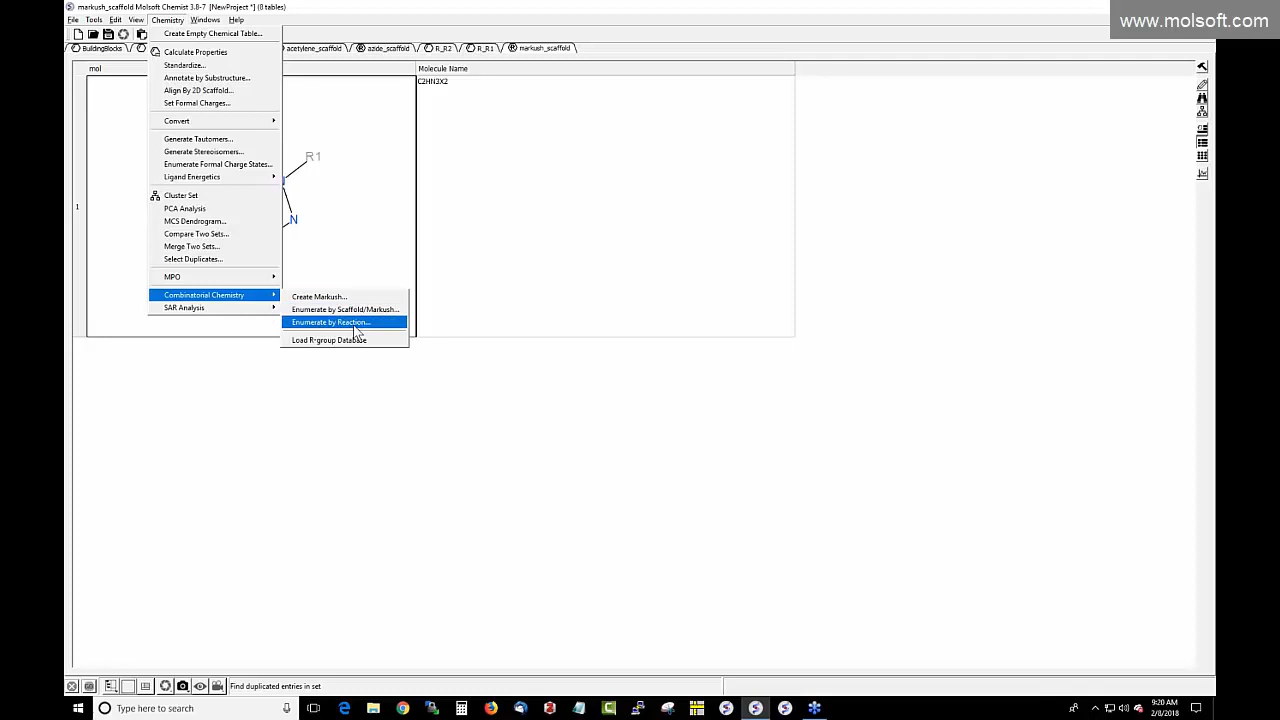 markush_scaffold Molsoft Chemist 3.8-7 [NewProject *] (8 tables)
www.molsoft.com
File Tools Edit View Chemistry Windows Help
BuildingBlocks acetylene_scaffold azide_scaffold R_R2 R_R1 markush_scaffold
mol Molecule Name
C2HN3X2
1
R1
N
Create Empty Chemical Table...
Calculate Properties
Standardize...
Annotate by Substructure...
Align By 2D Scaffold...
Set Formal Charges...
Convert
Generate Tautomers...
Generate Stereoisomers...
Enumerate Formal Charge States...
Ligand Energetics
Cluster Set
PCA Analysis
MCS Dendrogram...
Compare Two Sets...
Merge Two Sets...
Select Duplicates...
MPO
Combinatorial Chemistry
SAR Analysis
Create Markush...
Enumerate by Scaffold/Markush...
Enumerate by Reaction...
Load R-group Database
Find duplicated entries in set
Type here to search
9:20 AM
2/8/2018